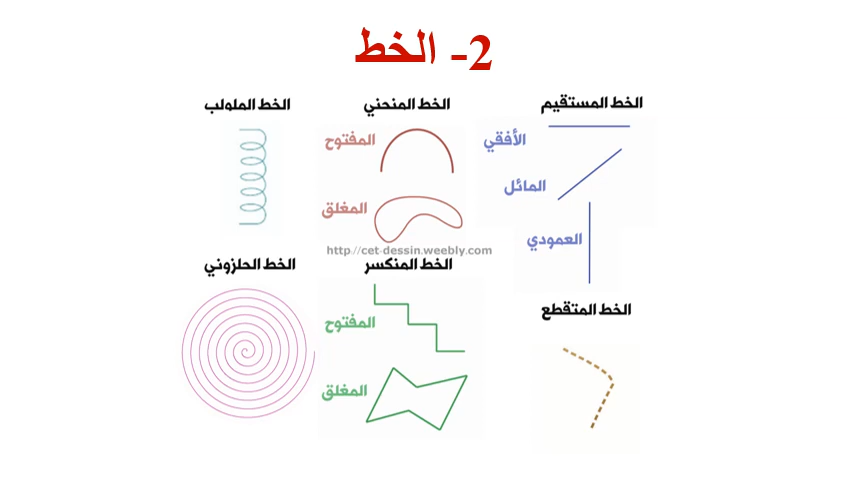 2- الخط
الخط المستقيم
الأفقي
المائل
العمودي
الخط المنحني
المفتوح
المغلق
الخط الملولب
http://cet-dessin.weebly.com
الخط المتقطع
الخط المنكسر
المفتوح
المغلق
الخط الحلزوني